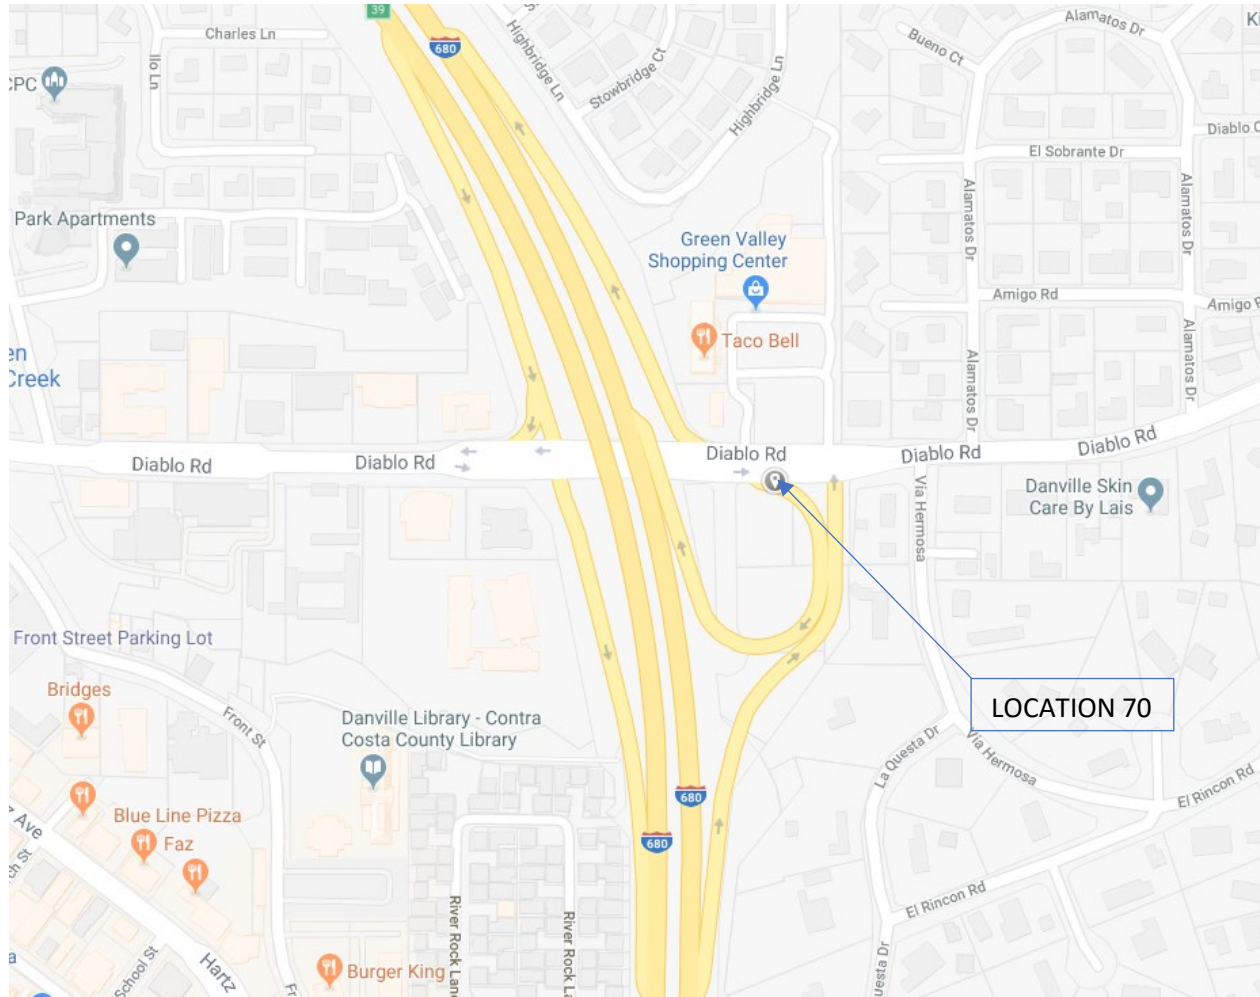 39
680
Charles Ln
Ilo Ln
CPC
Highbridge Ln
Stowbridge Ct
Highbridge Ln
Bueno Ct
Alamatos Dr
El Sobrante Dr
Alamatos Dr
Alamatos Dr
Park Apartments
Green Valley
Shopping Center
Taco Bell
Amigo Rd
Amigo
Creek
Alamatos Dr
Alamatos Dr
Diablo Rd
Diablo Rd
Diablo Rd
Diablo Rd
Diablo Rd
Via Hermosa
Danville Skin
Care By Lais
Front Street Parking Lot
Bridges
Front St
Danville Library - Contra
Costa County Library
LOCATION 70
La Questa Dr
Via Hermosa
El Rincon Rd
680
680
Blue Line Pizza
Faz
Ave
El Rincon Rd
River Rock Lane
River Rock La
School St
Hartz
Burger King
uesta Dr